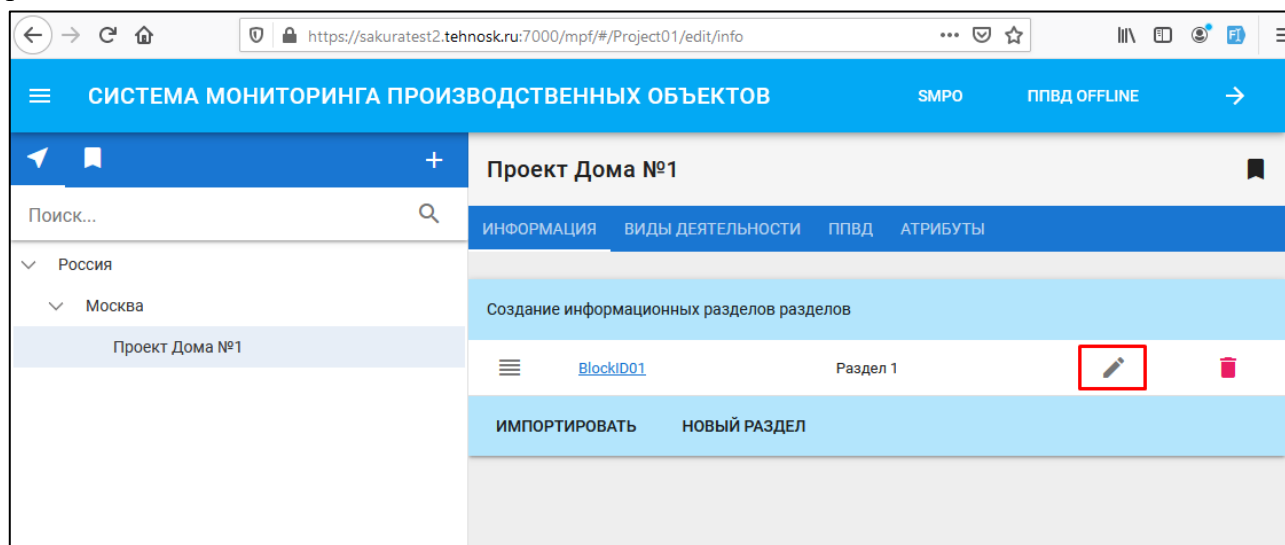 https://sakuratest2.tehnosk.ru:7000/mpf/#/Project01/edit/info
СИСТЕМА МОНИТОРИНГА ПРОИЗВОДСТВЕННЫХ ОБЪЕКТОВ SMPO ППВД OFFLINE
Проект Дома №1
Поиск...
ИНФОРМАЦИЯ ВИДЫ ДЕЯТЕЛЬНОСТИ ППВД АТРИБУТЫ
Россия
Москва
Проект Дома №1
Создание информационных разделов разделов
BlockID01 Раздел 1
ИМПОРТИРОВАТЬ НОВЫЙ РАЗДЕЛ